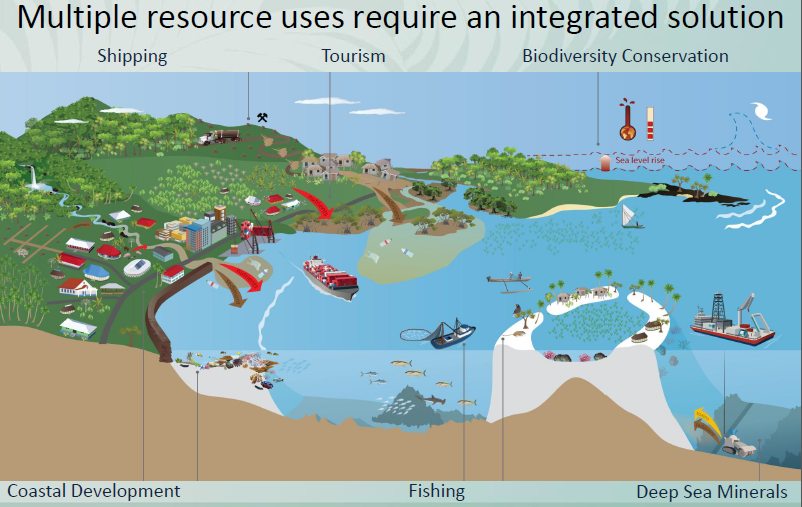 Multiple resource uses require an integrated solution
Shipping
Tourism
Biodiversity Conservation
Sea level rise
Coastal Development
Fishing
Deep Sea Minerals